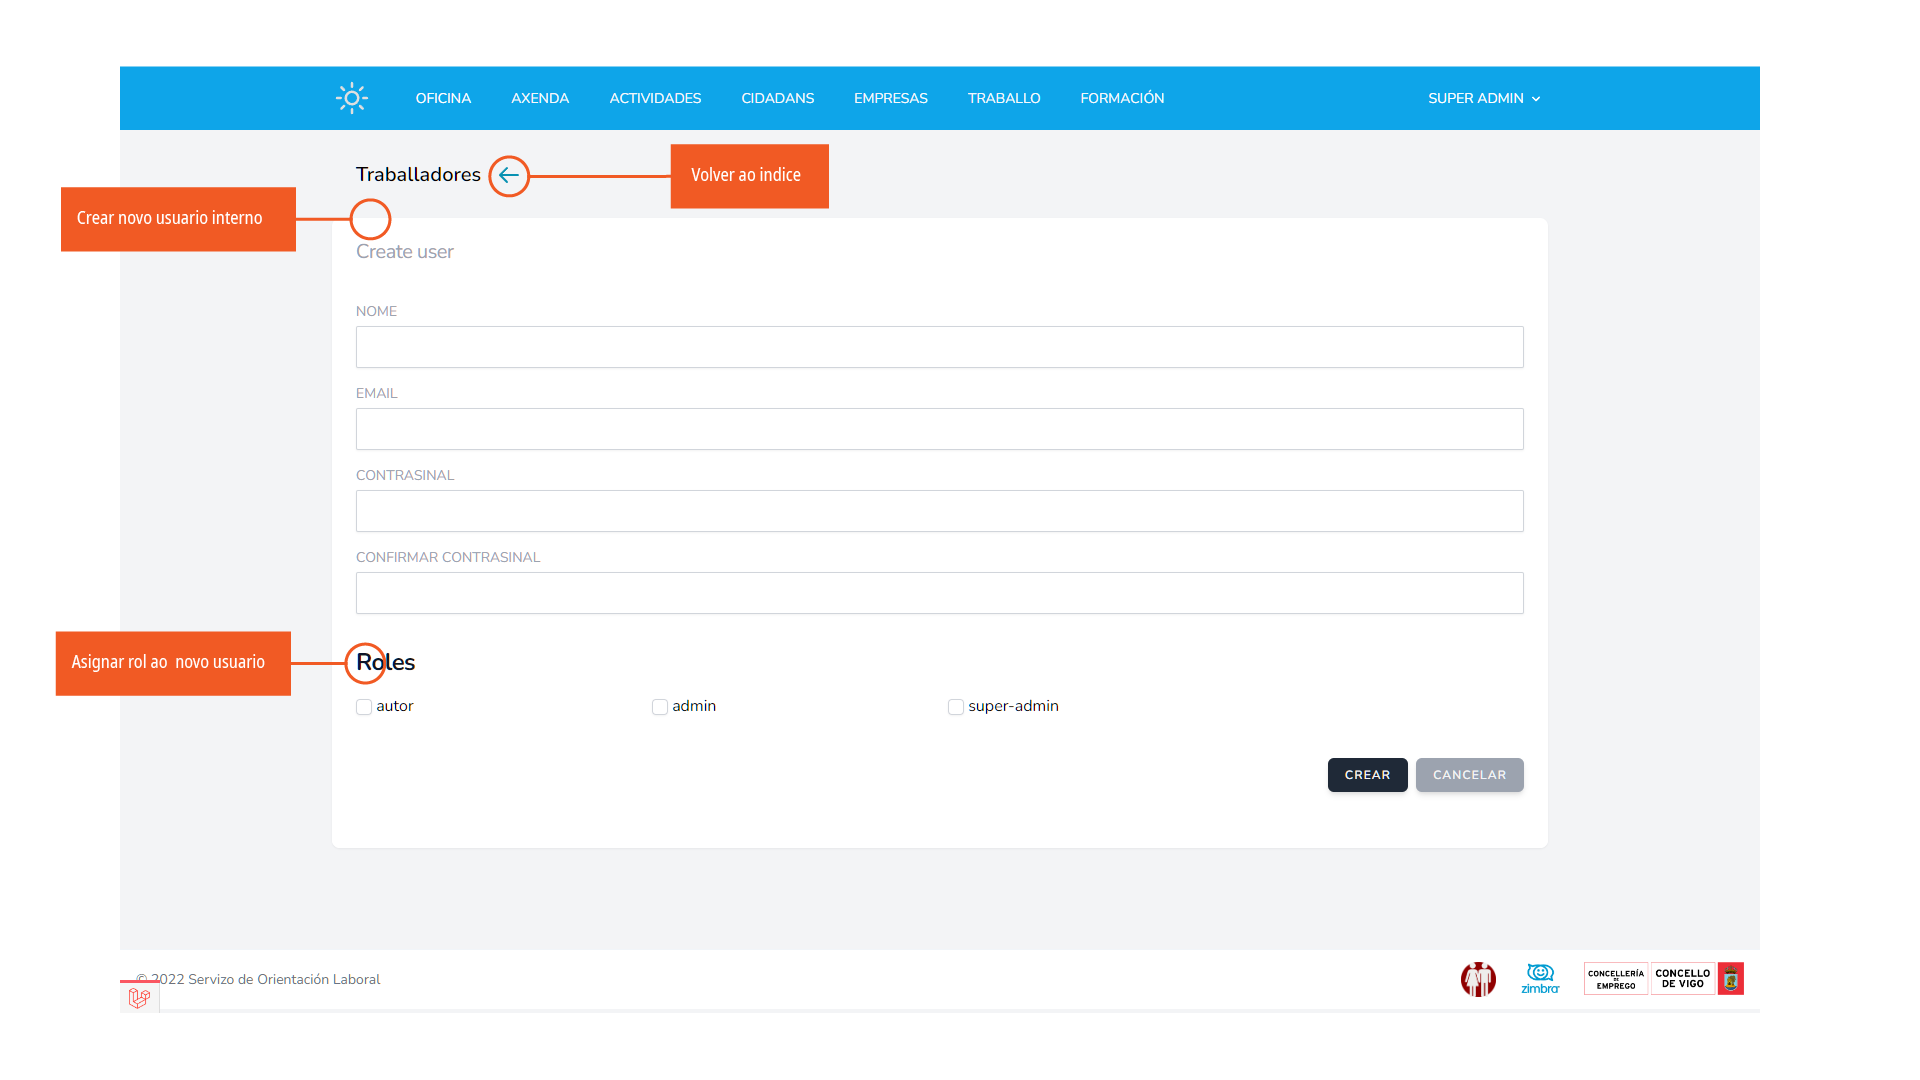 OFICINA AXENDA ACTIVIDADES CIDADANS EMPRESAS TRABALLO FORMACIÓN SUPER ADMIN
Traballadores
Volver ao indice
Crear novo usuario interno
Create user
NOME
EMAIL
CONTRASINAL
CONFIRMAR CONTRASINAL
Asignar rol ao novo usuario
Roles
autor admin super-admin
CREAR CANCELAR
© 2022 Servizo de Orientación Laboral
zimbra
CONCELLERÍA
DE
EMPREGO
CONCELLO
DE VIGO